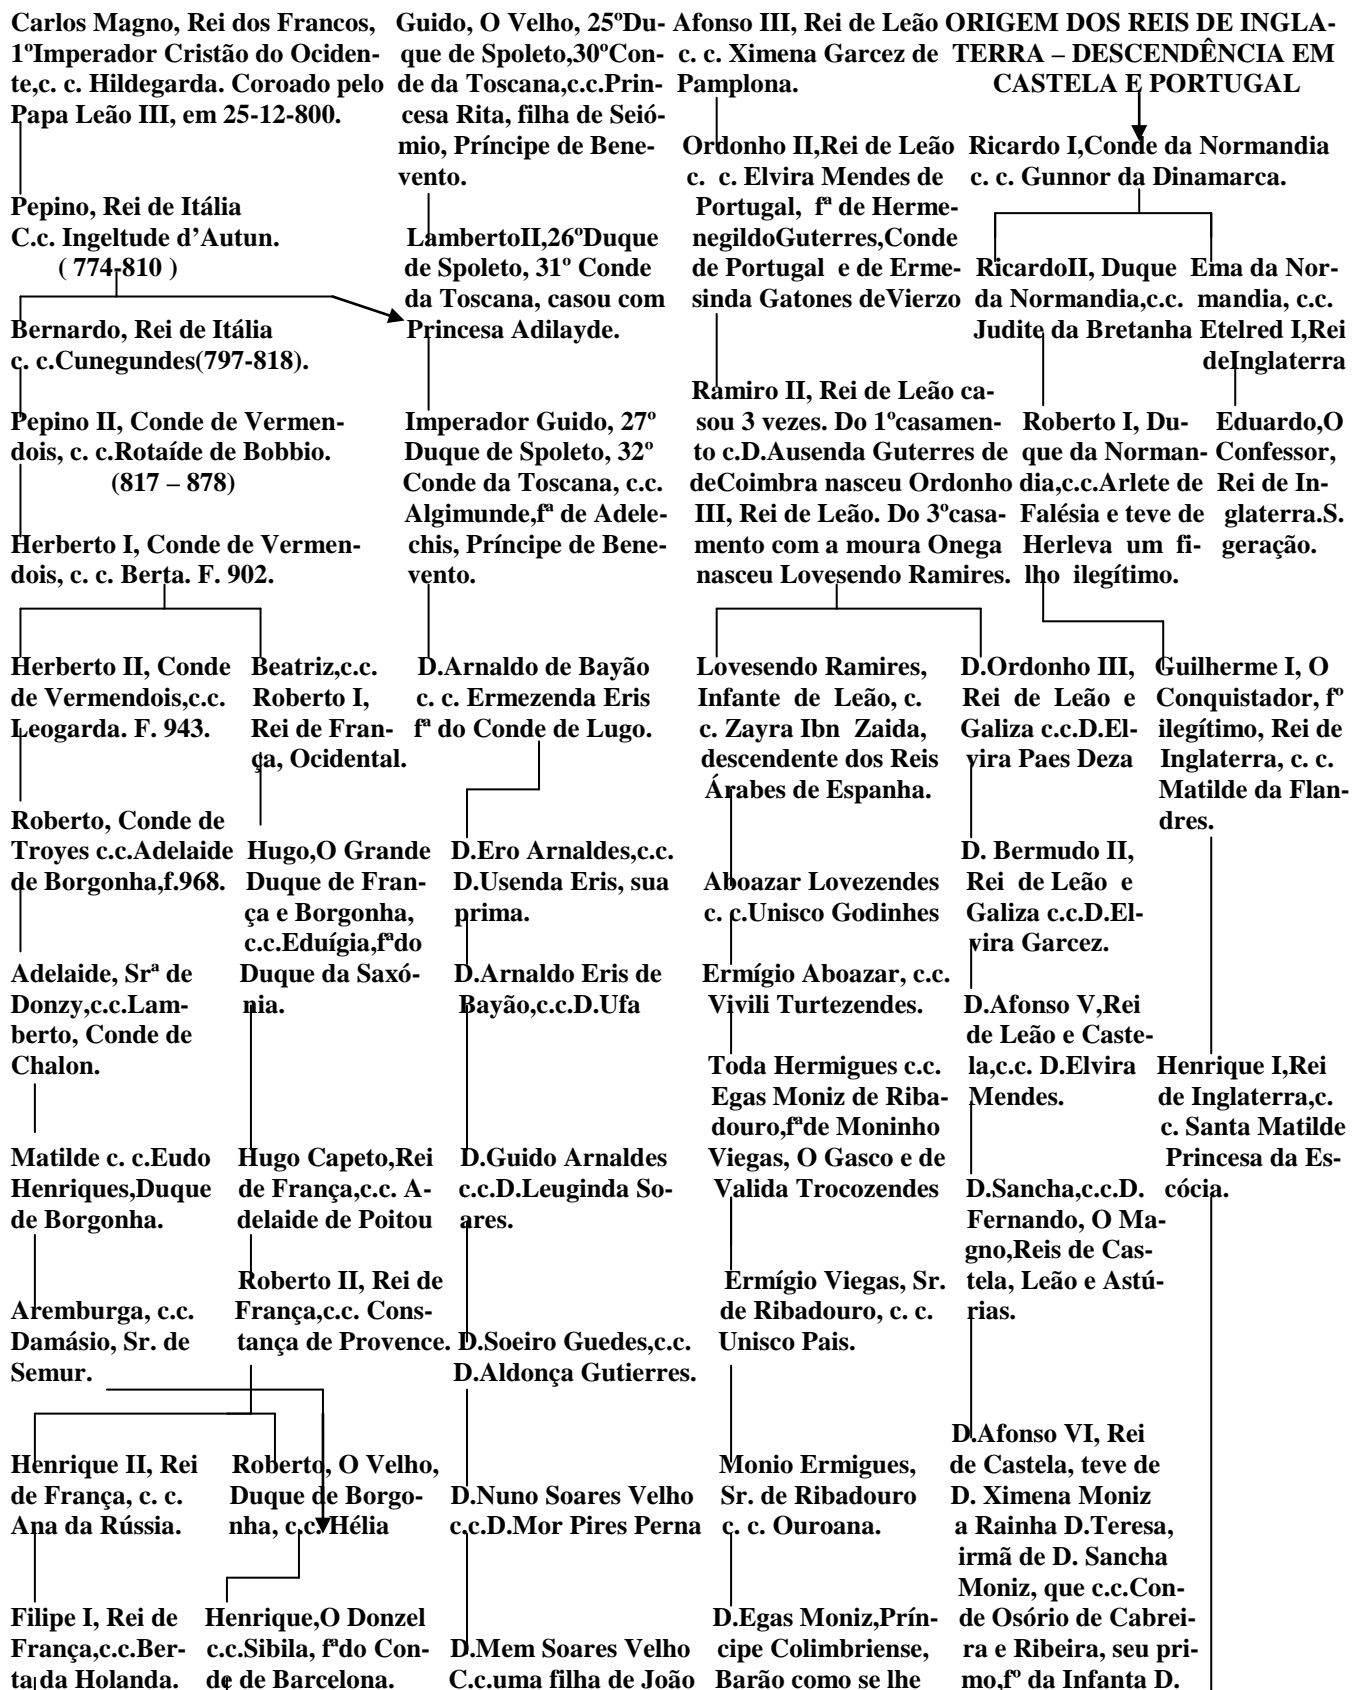 Carlos Magno, Rei dos Francos,
1ºImperador Cristão do Ociden-
te,c. c. Hildegarda. Coroado pelo
Papa Leão III, em 25-12-800.
Pepino, Rei de Itália
C.c. Ingeltude d’Autun.
( 774-810 )
Bernardo, Rei de Itália
c. c.Cunegundes(797-818).
Pepino II, Conde de Vermen-
dois, c. c.Rotaíde de Bobbio.
(817 – 878)
Herberto I, Conde de Vermen-
dois, c. c. Berta. F. 902.
Herberto II, Conde
de Vermendois,c.c.
Leogarda. F. 943.
Roberto, Conde de
Troyes c.c.Adelaide
de Borgonha,f.968.
Adelaide, Srª de
Donzy,c.c.Lam-
berto, Conde de
Chalon.
Matilde c. c.Eudo
Henriques,Duque
de Borgonha.
Aremburga, c.c.
Damásio, Sr. de
Semur.
Henrique II, Rei
de França, c. c.
Ana da Rússia.
Filipe I, Rei de
França,c.c.Ber-
ta da Holanda.
Beatriz,c.c.
Roberto I,
Rei de Fran-
ça, Ocidental.
Hugo,O Grande
Duque de Fran-
ça e Borgonha,
c.c.Eduígia,fªdo
Duque da Saxó-
nia.
Hugo Capeto,Rei
de França,c.c. A-
delaide de Poitou
Roberto II, Rei de
França,c.c. Cons-
tança de Provence.
Roberto, O Velho,
Duque de Borgo-
nha, c.c. Hélia
Henrique,O Donzel
c.c.Sibila, fªdo Con-
de de Barcelona.
Guido, O Velho, 25ºDu-
que de Spoleto,30ºCon-
de da Toscana,c.c.Prin-
cesa Rita, filha de Seió-
mio, Príncipe de Bene-
vento.
LambertoII,26ºDuque
de Spoleto, 31º Conde
da Toscana, casou com
Princesa Adilayde.
Imperador Guido, 27º
Duque de Spoleto, 32º
Conde da Toscana, c.c.
Algimunde,fª de Adele-
chis, Príncipe de Bene-
vento.
D.Arnaldo de Bayão
c. c. Ermezenda Eris
fª do Conde de Lugo.
D.Ero Arnaldes,c.c.
D.Usenda Eris, sua
prima.
D.Arnaldo Eris de
Bayão,c.c.D.Ufa
D.Guido Arnaldes
c.c.D.Leuginda So-
ares.
D.Soeiro Guedes,c.c.
D.Aldonça Gutierres.
D.Nuno Soares Velho
c.c.D.Mor Pires Perna
D.Mem Soares Velho
C.c.uma filha de João
Afonso III, Rei de Leão
c. c. Ximena Garcez de
Pamplona.
Ordonho II,Rei de Leão
c. c. Elvira Mendes de
Portugal, fª de Herme-
negildoGuterres,Conde
de Portugal e de Erme-
sinda Gatones deVierzo
Ramiro II, Rei de Leão ca-
sou 3 vezes. Do 1ºcasamen-
to c.D.Ausenda Guterres de
deCoimbra nasceu Ordonho
III, Rei de Leão. Do 3ºcasa-
mento com a moura Onega
nasceu Lovesendo Ramires.
Lovesendo Ramires,
Infante de Leão, c.
c. Zayra Ibn Zaida,
descendente dos Reis
Árabes de Espanha.
Aboazar Lovezendes
c. c.Unisco Godinhes
Ermígio Aboazar, c.c.
Vivili Turtezendes.
Toda Hermigues c.c.
Egas Moniz de Riba-
douro,fªde Moninho
Viegas, O Gasco e de
Valida Trocozendes
Ermígio Viegas, Sr.
de Ribadouro, c. c.
Unisco Pais.
Monio Ermigues,
Sr. de Ribadouro
c. c. Ouroana.
D.Egas Moniz,Prín-
cipe Colimbriense,
Barão como se lhe
D.Ordonho III,
Rei de Leão e
Galiza c.c.D.El-
vira Paes Deza
D. Bermudo II,
Rei de Leão e
Galiza c.c.D.El-
vira Garcez.
D.Afonso V,Rei
de Leão e Caste-
la,c.c. D.Elvira
Mendes.
D.Sancha,c.c.D.
Fernando, O Ma-
gno,Reis de Cas-
tela, Leão e Astú-
rias.
D.Afonso VI, Rei
de Castela, teve de
D. Ximena Moniz
a Rainha D.Teresa,
irmã de D. Sancha
Moniz, que c.c.Con-
de Osório de Cabrei-
ra e Ribeira, seu pri-
mo,fº da Infanta D.
ORIGEM DOS REIS DE INGLA-
TERRA – DESCENDÊNCIA EM
CASTELA E PORTUGAL
Ricardo I,Conde da Normandia
c. c. Gunnor da Dinamarca.
RicardoII, Duque
da Normandia,c.c.
Judite da Bretanha
Ema da Nor-
mandia, c.c.
Etelred I,Rei
deInglaterra
Roberto I, Du-
que da Norman-
dia,c.c.Arlete de
Falésia e teve de
Herleva um fi-
lho ilegítimo.
Eduardo,O
Confessor,
Rei de In-
glaterra.S.
geração.
Guilherme I, O
Conquistador, fº
ilegítimo, Rei de
Inglaterra, c. c.
Matilde da Flan-
dres.
Henrique I,Rei
de Inglaterra,c.
c. Santa Matilde
Princesa da Es-
cócia.